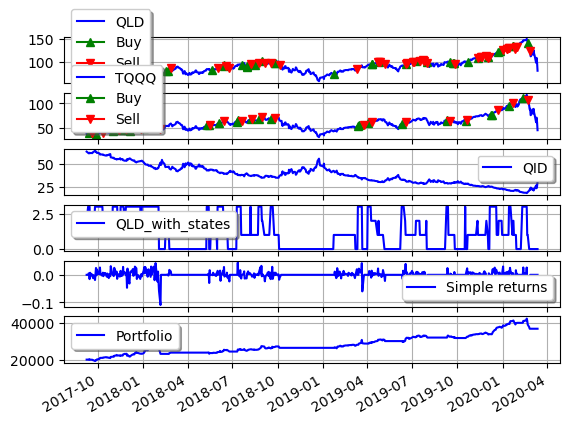 QLD
Buy
Sell
150
100
TQQQ
Buy
Sell
100
50
QID
50
25
QLD_with_states
2.5
0.0
Simple returns
0.0
−0.1
Portfolio
40000
20000
2017-10 2018-01 2018-04 2018-07 2018-10 2019-01 2019-04 2019-07 2019-10 2020-01 2020-04